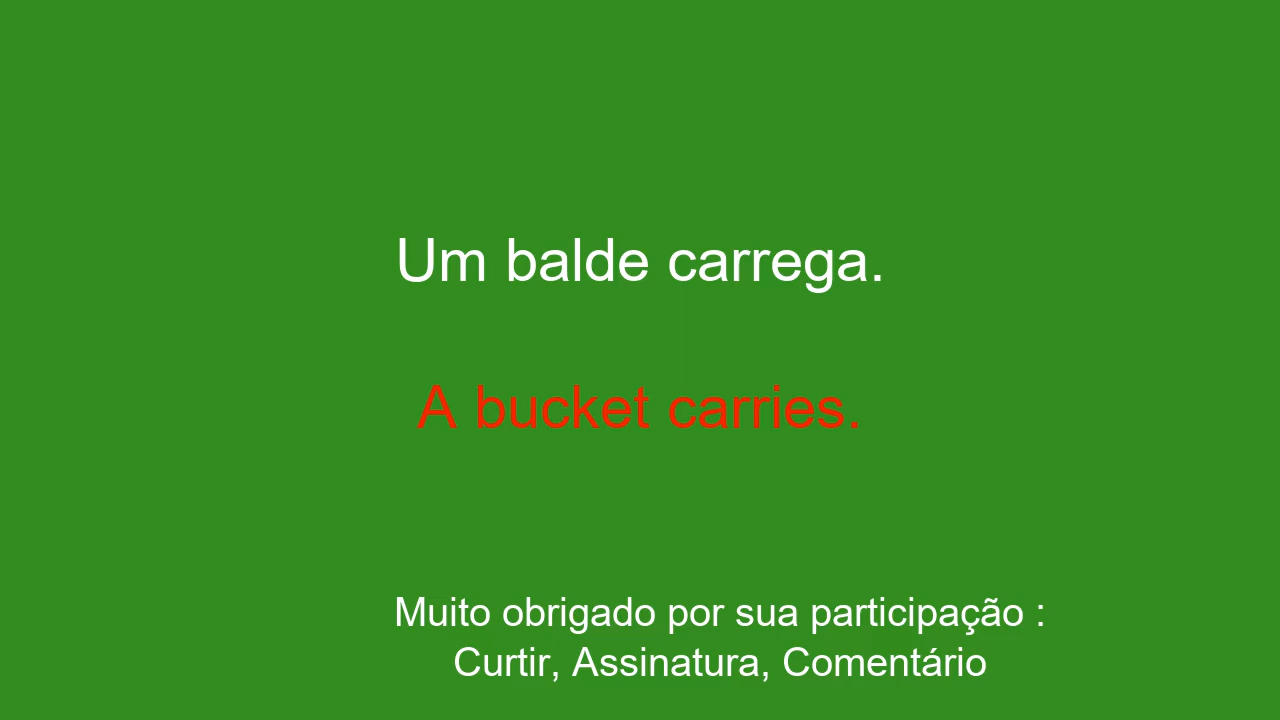 Um balde carrega.
A bucket carries.
Muito obrigado por sua participação :
Curtir, Assinatura, Comentário